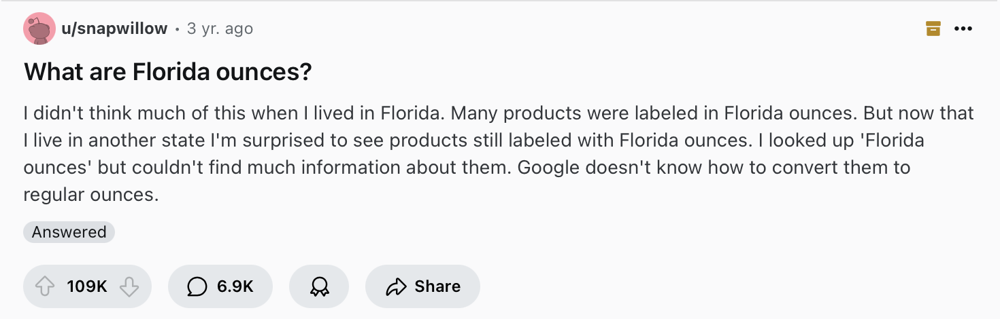 u/snapwillow • 3 yr. ago
What are Florida ounces?
I didn't think much of this when I lived in Florida. Many products were labeled in Florida ounces. But now that
I live in another state I'm surprised to see products still labeled with Florida ounces. I looked up 'Florida
ounces' but couldn't find much information about them. Google doesn't know how to convert them to
regular ounces.
Answered
109K 6.9K Share